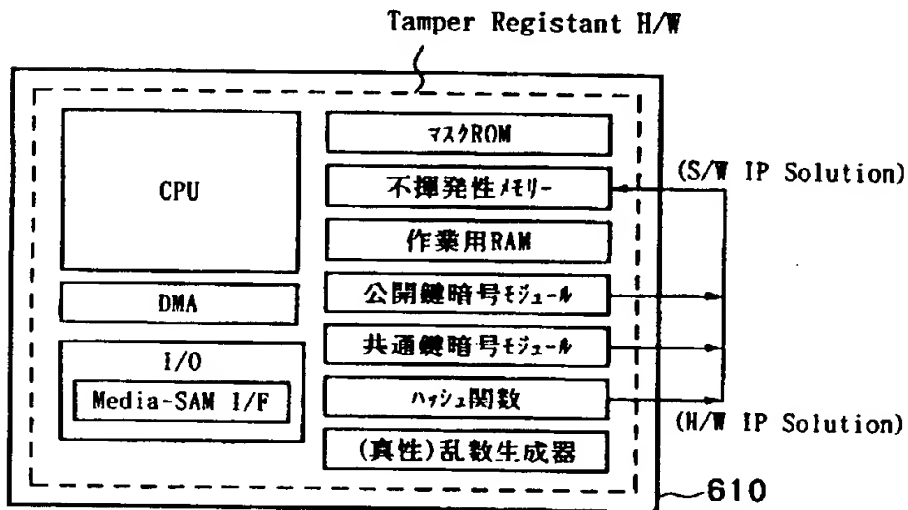 Tamper Registant H/W
CPU
DMA
I/O
Media-SAM I/F
マスクROM
不揮発性メモリー
作業用RAM
公開鍵暗号モジュール
共通鍵暗号モジュール
ハッシュ関数
(真性)乱数生成器
(S/W IP Solution)
(H/W IP Solution)
610